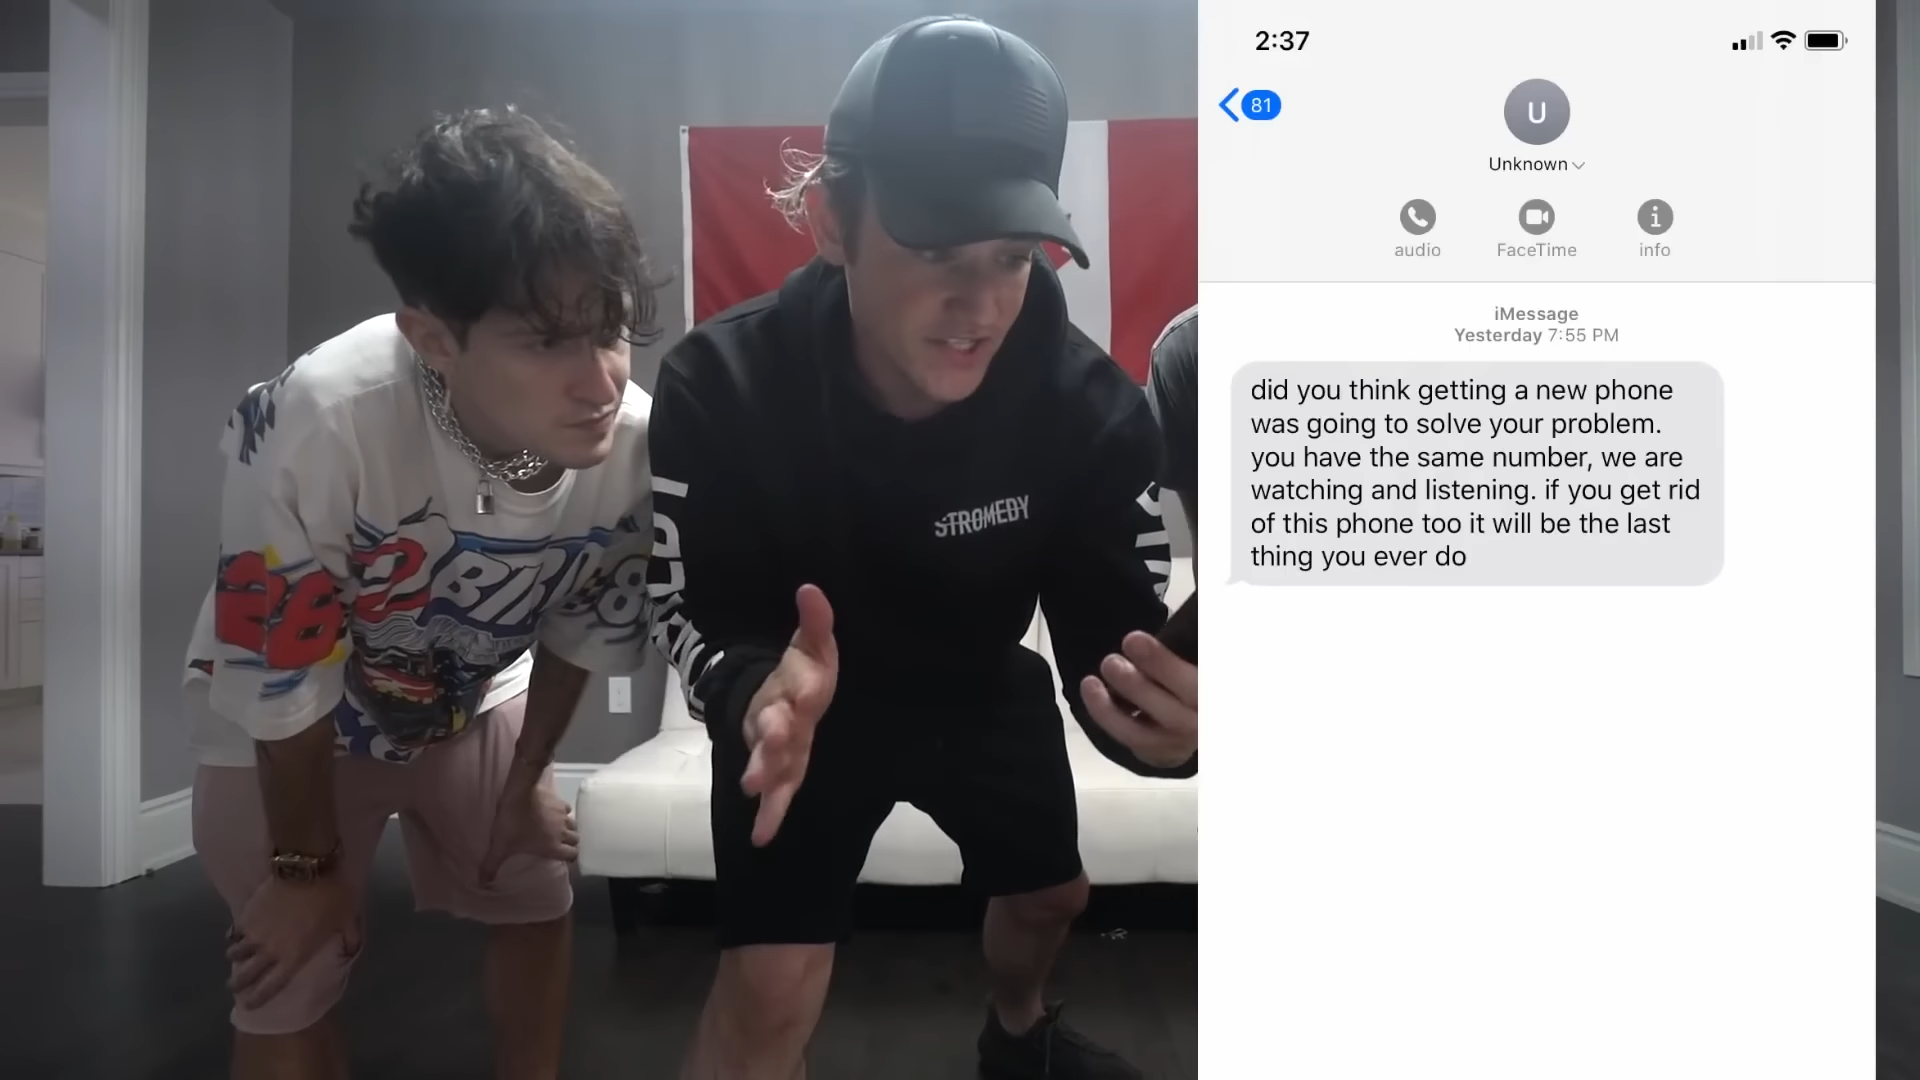 2:37
81
U
Unknown
audio
FaceTime
info
iMessage
Yesterday 7:55 PM
did you think getting a new phone
was going to solve your problem.
you have the same number, we are
watching and listening. if you get rid
of this phone too it will be the last
thing you ever do
STROMEDY
28